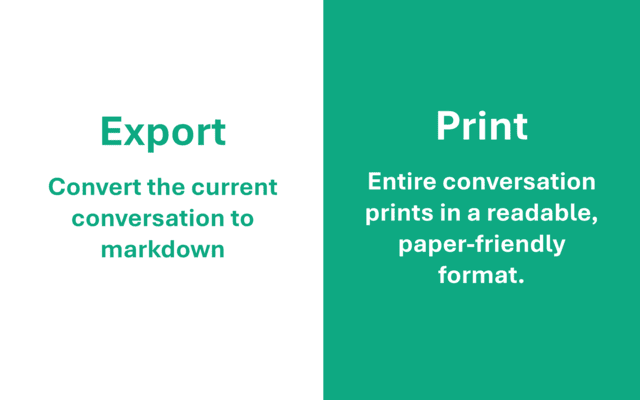 Export
Convert the current
conversation to
markdown
Print
Entire conversation
prints in a readable,
paper-friendly
format.